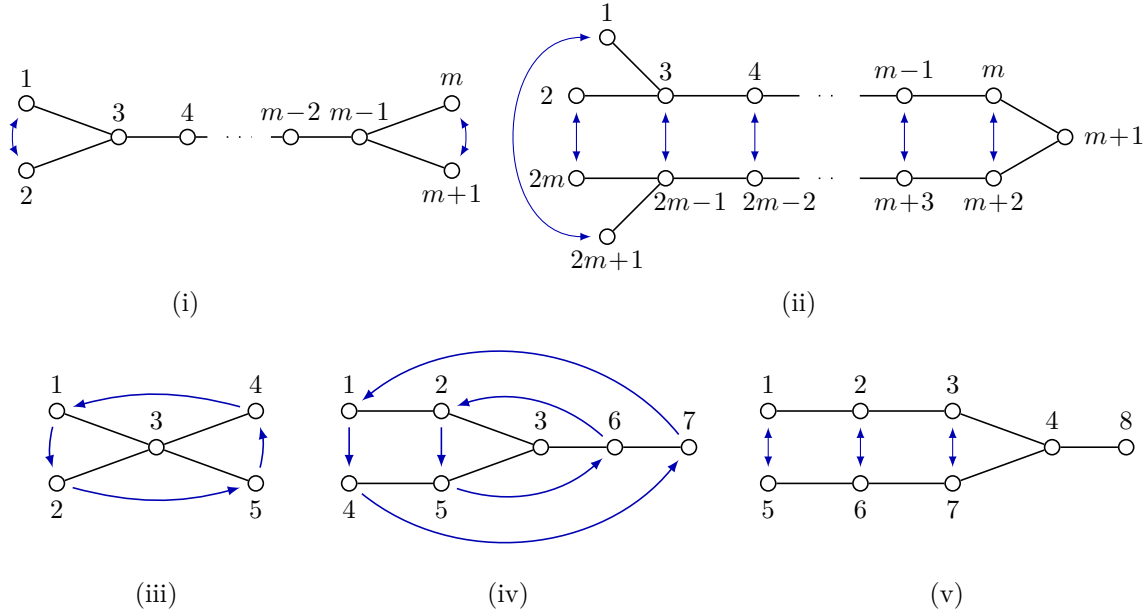 1
m
3 4 · · · m−2 m−1
2
m+1
1
2 3 4 · · m−1 m
m+1
2m 2m−1 2m−2 · · m+3 m+2
2m+1
(i) (ii)
1 4
3
2 5
1 2 3 6 7
4 5
1 2 3
4 8
5 6 7
(iii) (iv) (v)